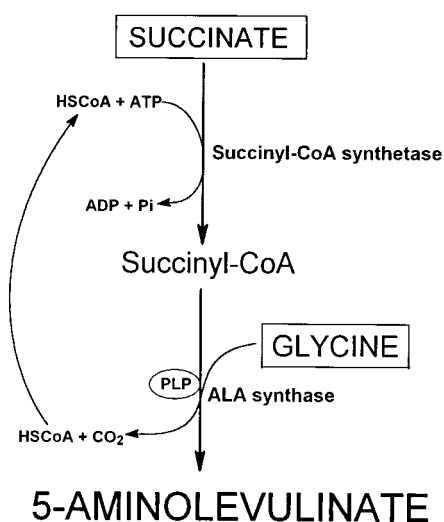 SUCCINATE
HSCoA + ATP
Succinyl-CoA synthetase
ADP + Pi
Succinyl-CoA
GLYCINE
PLP
ALA synthase
HSCoA + CO₂
5-AMINOLEVULINATE